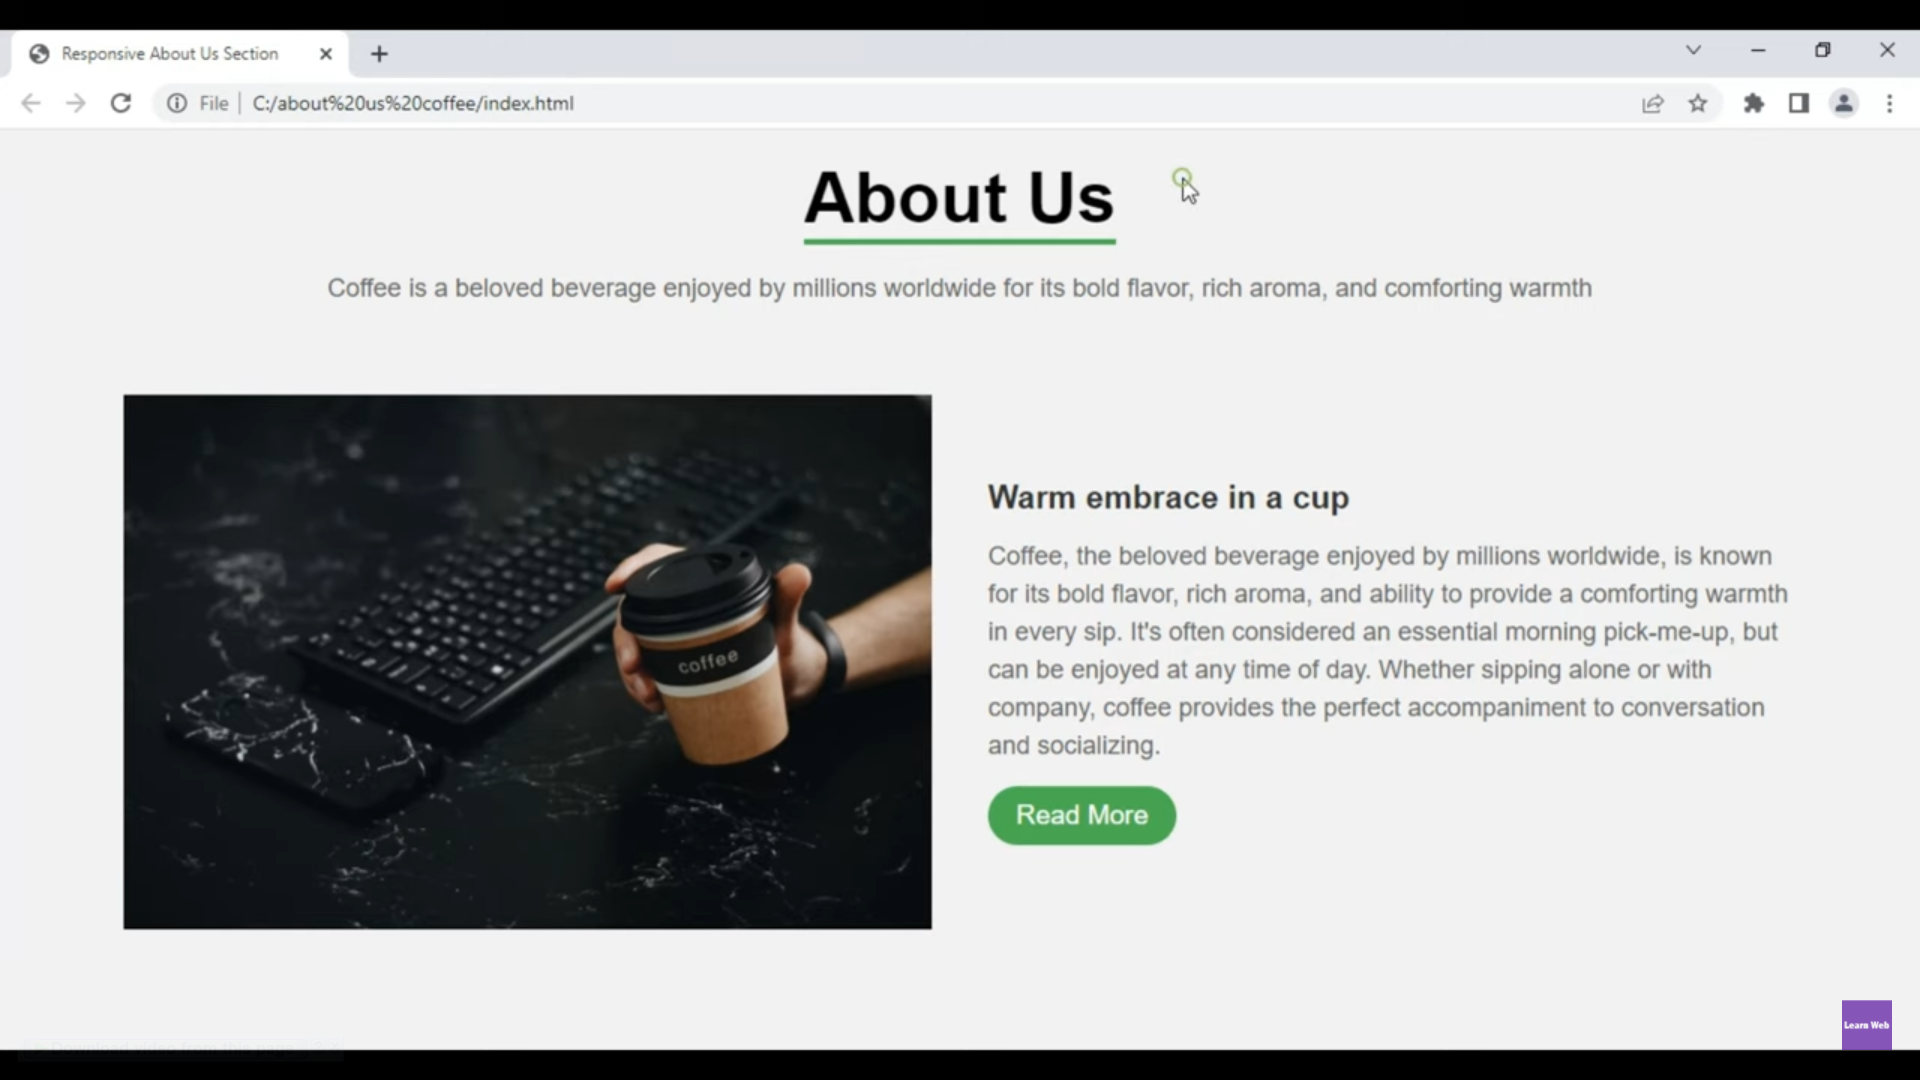 Responsive About Us Section
File
C:/about%20us%20coffee/index.html
About Us
Coffee is a beloved beverage enjoyed by millions worldwide for its bold flavor, rich aroma, and comforting warmth
coffee
Warm embrace in a cup
Coffee, the beloved beverage enjoyed by millions worldwide, is known
for its bold flavor, rich aroma, and ability to provide a comforting warmth
in every sip. It's often considered an essential morning pick-me-up, but
can be enjoyed at any time of day. Whether sipping alone or with
company, coffee provides the perfect accompaniment to conversation
and socializing.
Read More
Learn Web